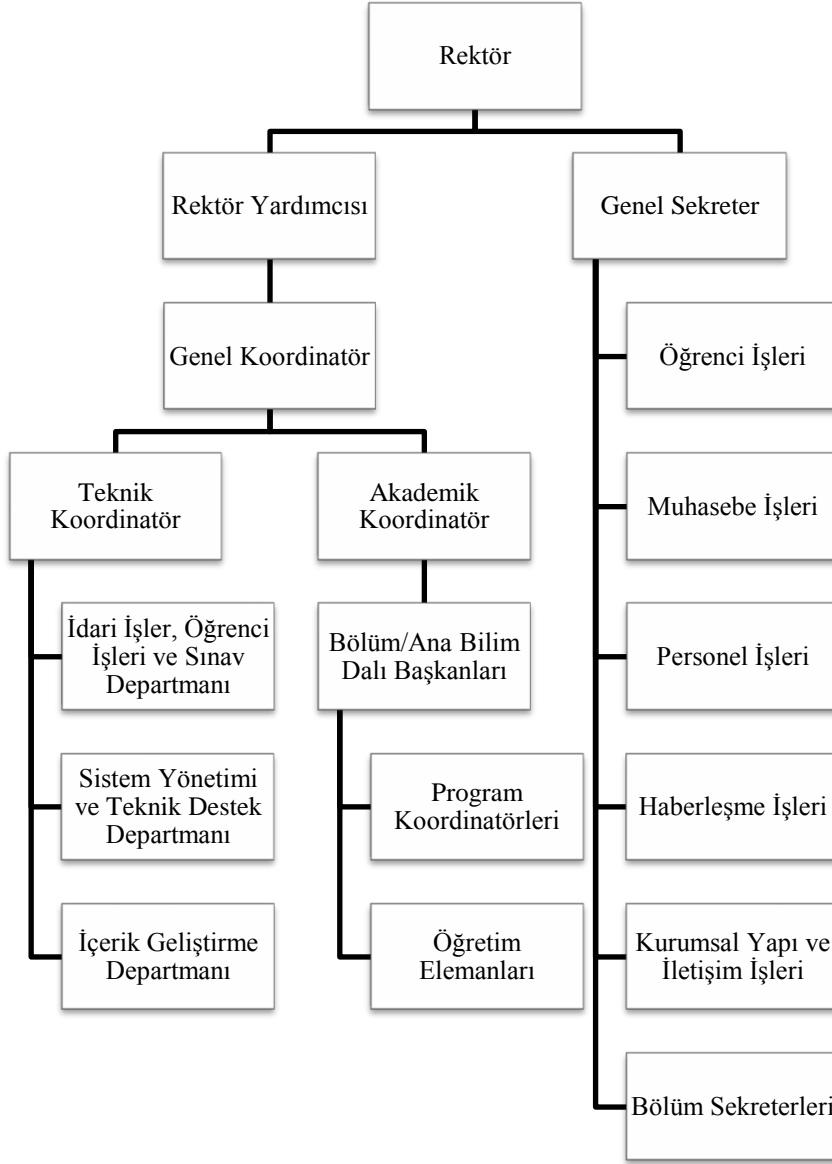 Rektör
Rektör Yardımcısı
Genel Sekreter
Genel Koordinatör
Öğrenci İşleri
Teknik
Koordinatör
Akademik
Koordinatör
Muhasebe İşleri
İdari İşler, Öğrenci
İşleri ve Sınav
Departmanı
Bölüm/Ana Bilim
Dalı Başkanları
Personel İşleri
Sistem Yönetimi
ve Teknik Destek
Departmanı
Program
Koordinatörleri
Haberleşme İşleri
İçerik Geliştirme
Departmanı
Öğretim
Elemanları
Kurumsal Yapı ve
İletişim İşleri
Bölüm Sekreterleri